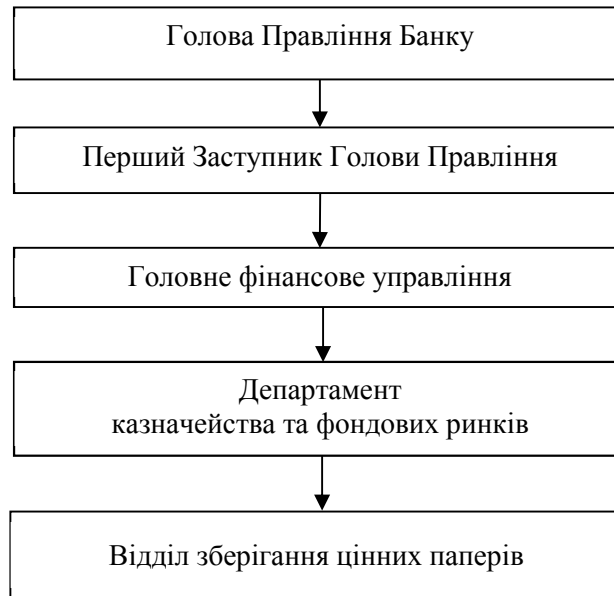 Голова Правління Банку
Перший Заступник Голови Правління
Головне фінансове управління
Департамент
казначейства та фондових ринків
Відділ зберігання цінних паперів